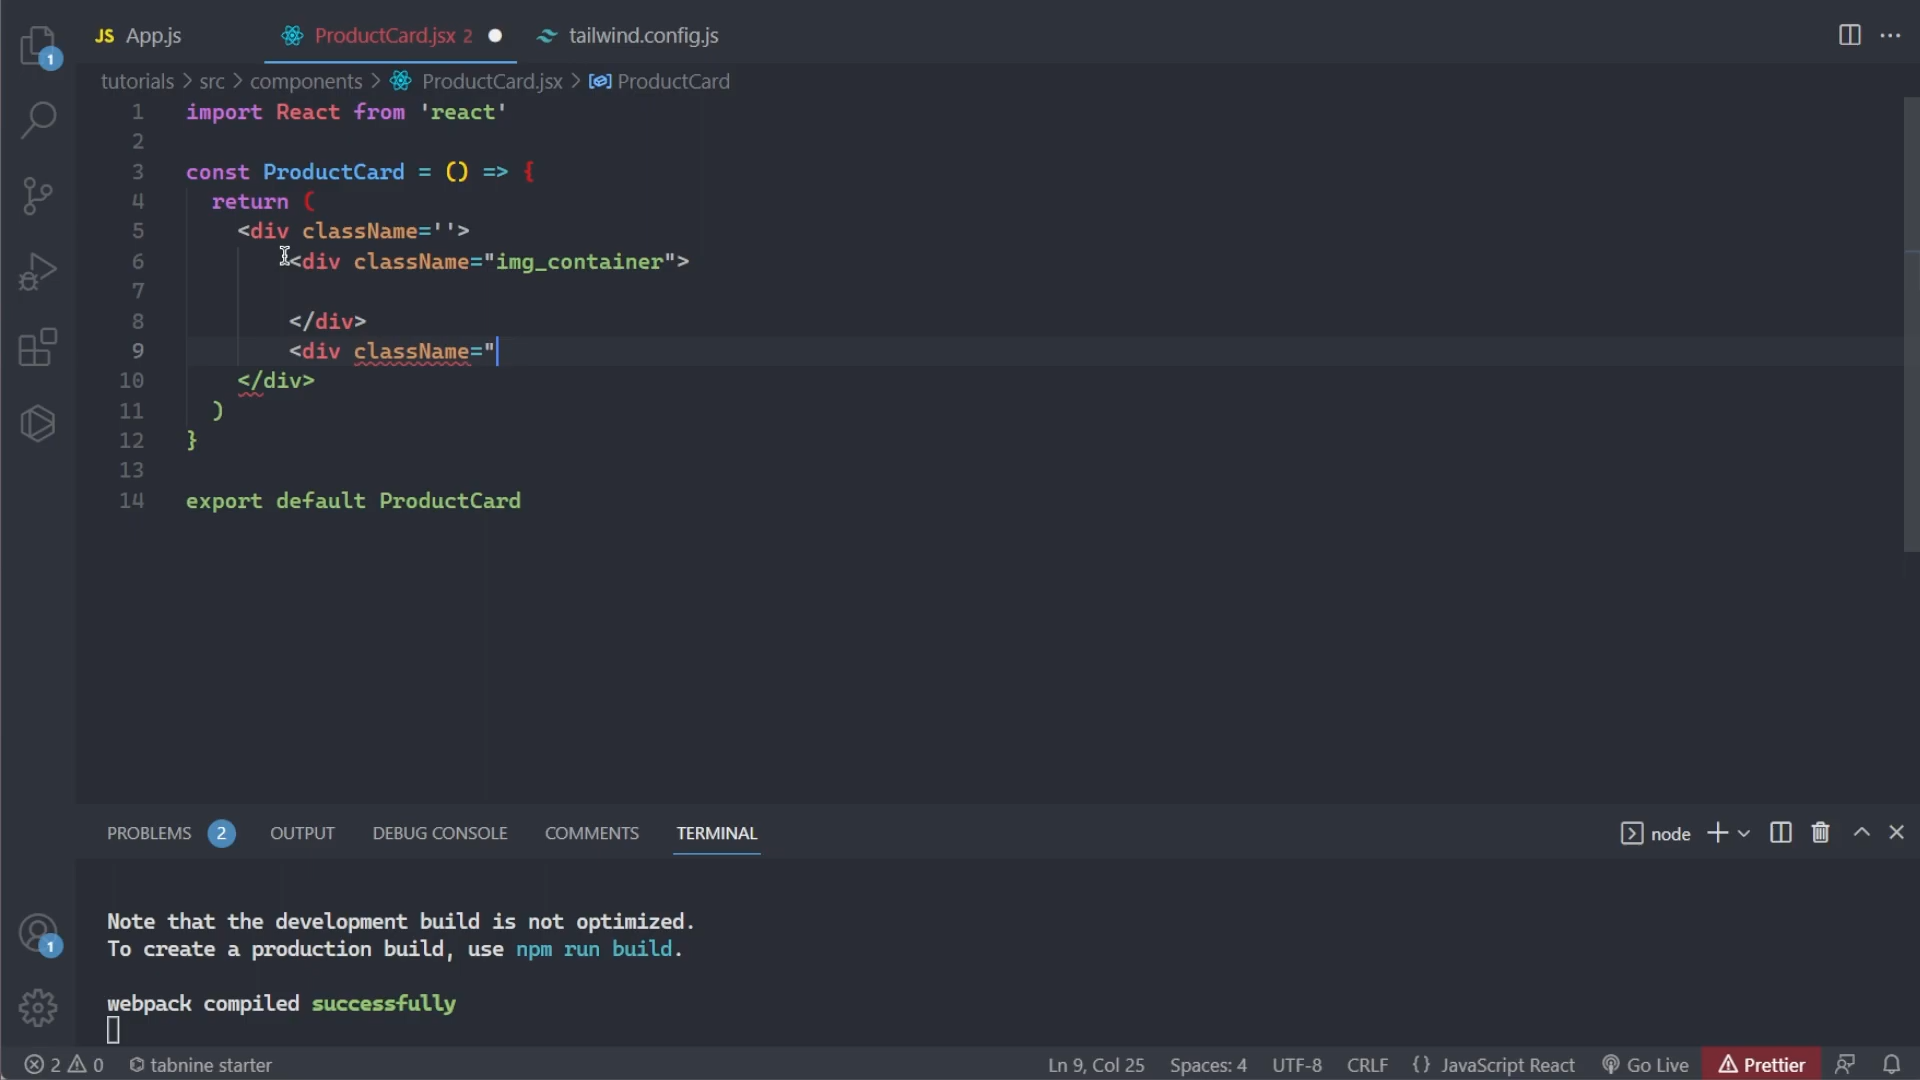 JS App.js ProductCard.jsx 2 tailwind.config.js
1
tutorials > src > components > ProductCard.jsx > ProductCard
1 import React from 'react'
2
3 const ProductCard = () => {
4 return (
5 <div className=''>
6 <div className="img_container">
7
8 </div>
9 <div className="
10 </div>
11 )
12 }
13
14 export default ProductCard
PROBLEMS 2 OUTPUT DEBUG CONSOLE COMMENTS TERMINAL node
Note that the development build is not optimized.
To create a production build, use npm run build.
1
webpack compiled successfully
2 0 tabnine starter Ln 9, Col 25 Spaces: 4 UTF-8 CRLF {} JavaScript React Go Live Prettier